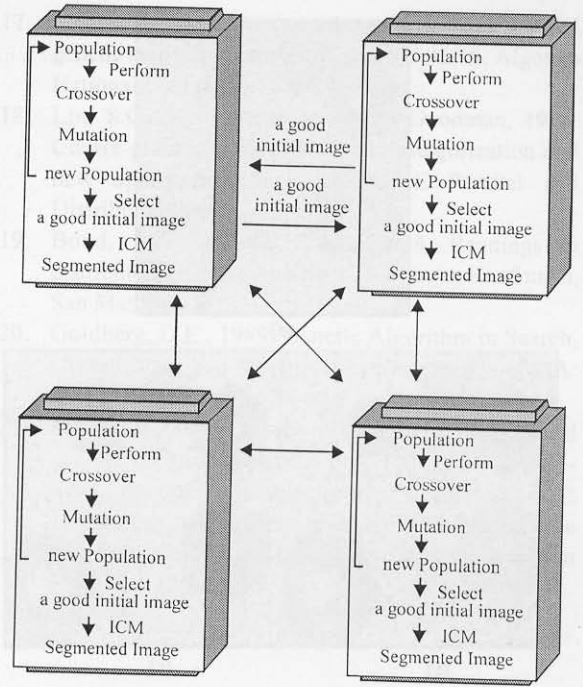 Population
Perform
Crossover
Mutation
new Population
Select
a good initial image
ICM
Segmented Image
a good
initial image
a good
initial image
Population
Perform
Crossover
Mutation
new Population
Select
a good initial image
ICM
Segmented Image
Population
Perform
Crossover
Mutation
new Population
Select
a good initial image
ICM
Segmented Image
Population
Perform
Crossover
Mutation
new Population
Select
a good initial image
ICM
Segmented Image